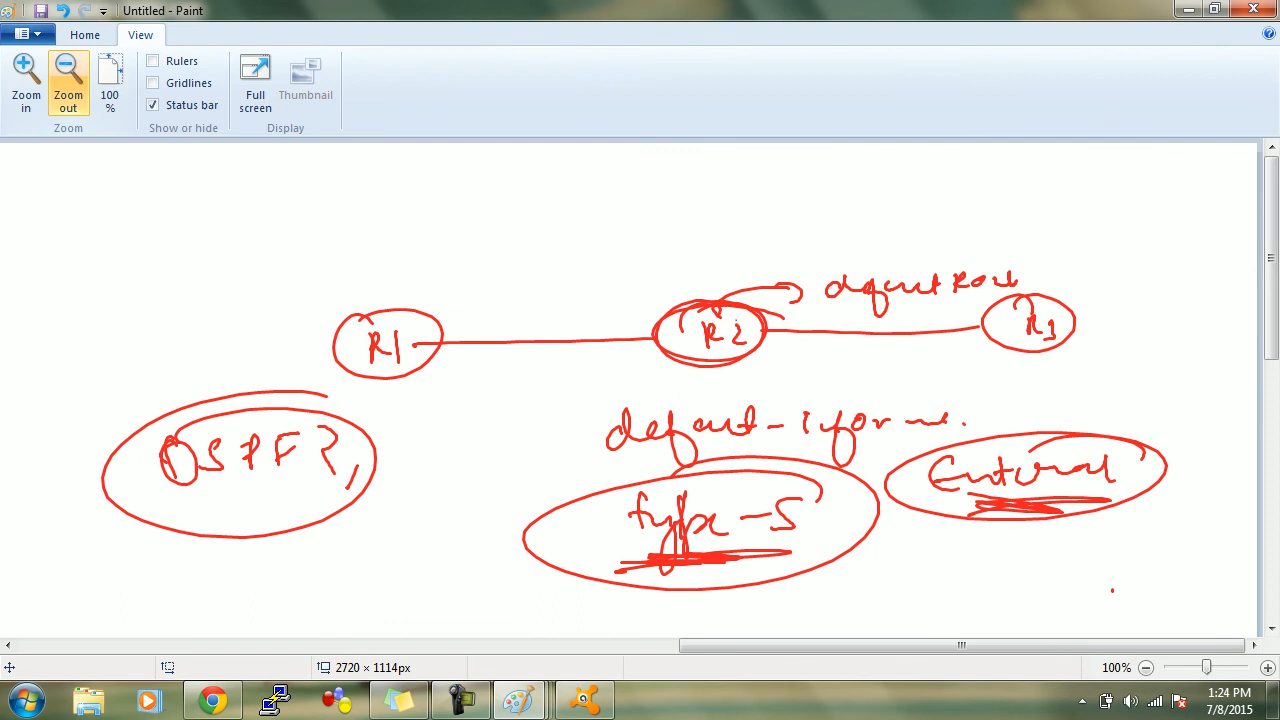 Untitled - Paint
Home View
Zoom in
Zoom out
100 %
Rulers
Gridlines
Status bar
Full screen
Thumbnail
Zoom
Show or hide
Display
default Rout
R1
R2
R3
default-informe.
OSPF?,
External
type-5
2720 × 1114px
100%
1:24 PM
7/8/2015